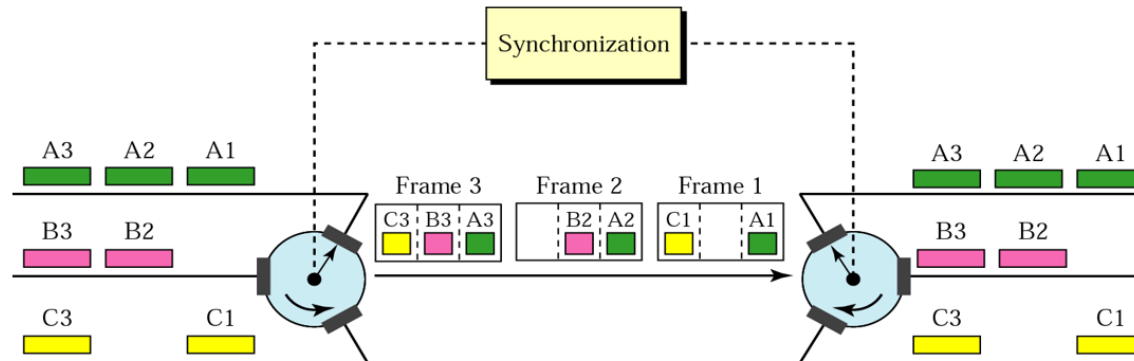 Synchronization
A3 A2 A1
A3 A2 A1
Frame 3 Frame 2 Frame 1
C3 B3 A3 B2 A2 C1 A1
B3 B2
B3 B2
C3 C1
C3 C1